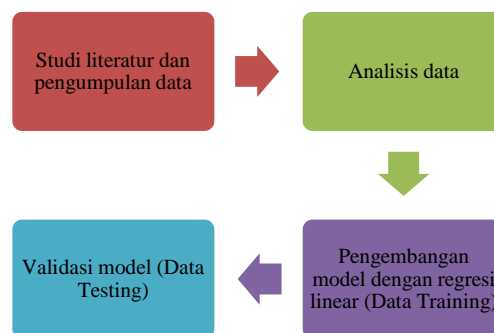 Studi literatur dan
pengumpulan data
Analisis data
Pengembangan
model dengan regresi
linear (Data Training)
Validasi model (Data
Testing)